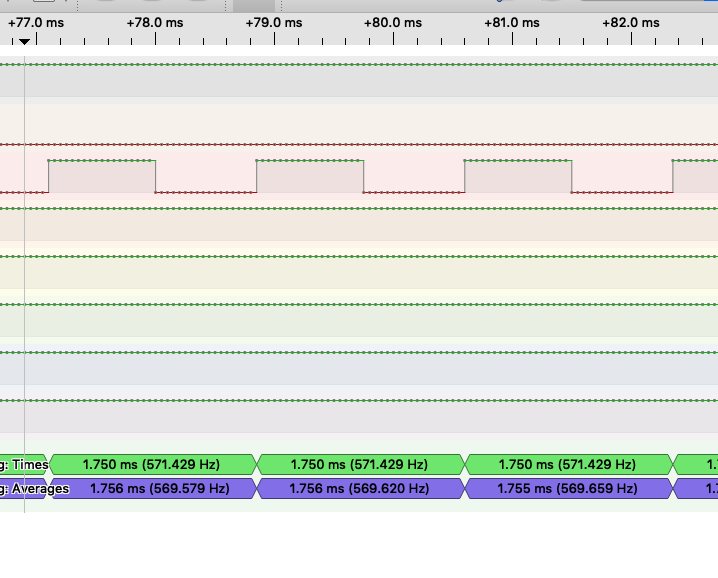 +77.0 ms +78.0 ms +79.0 ms +80.0 ms +81.0 ms +82.0 ms
g: Times 1.750 ms (571.429 Hz) 1.750 ms (571.429 Hz) 1.750 ms (571.429 Hz) 1.
g: Averages 1.756 ms (569.579 Hz) 1.756 ms (569.620 Hz) 1.755 ms (569.659 Hz) 1.